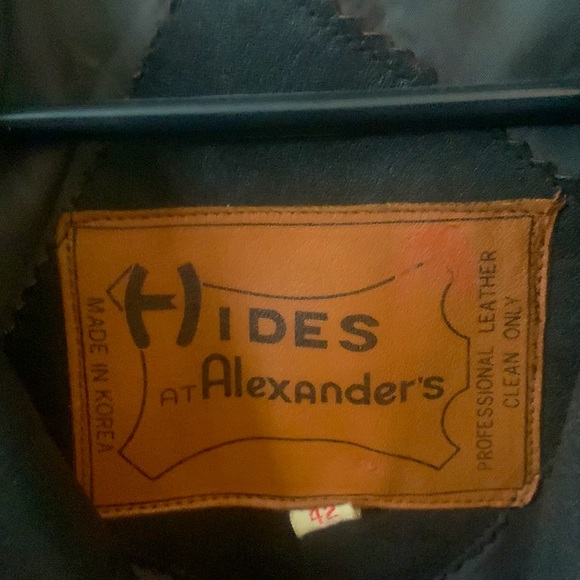 HIDES
AT Alexander's
MADE IN KOREA
PROFESSIONAL LEATHER
CLEAN ONLY
42